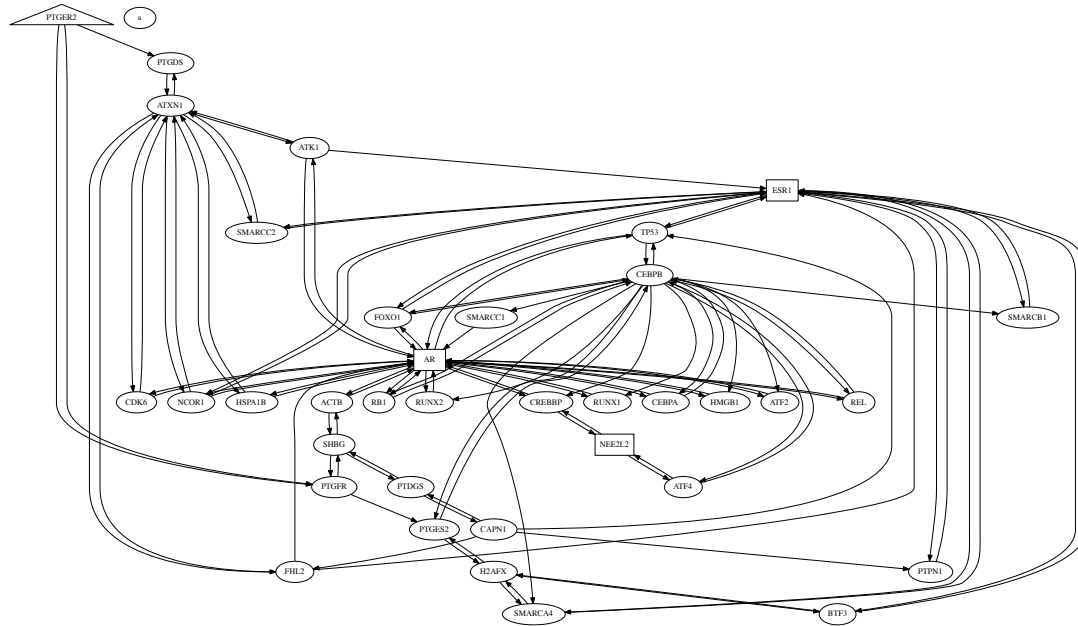 PTGER2
a
PTGDS
ATXN1
ATK1
ESR1
SMARCC2
TP53
CEBPB
FOXO1
SMARCC1
SMARCB1
AR
CDK6
NCOR1
HSPA1B
ACTB
RB1
RUNX2
CREBBP
RUNX1
CEBPA
HMGB1
ATF2
REL
SHBG
NEE2L2
PTGFR
PTDGS
ATF4
PTGES2
CAPN1
FHL2
H2AFX
PTPN1
SMARCA4
BTF3